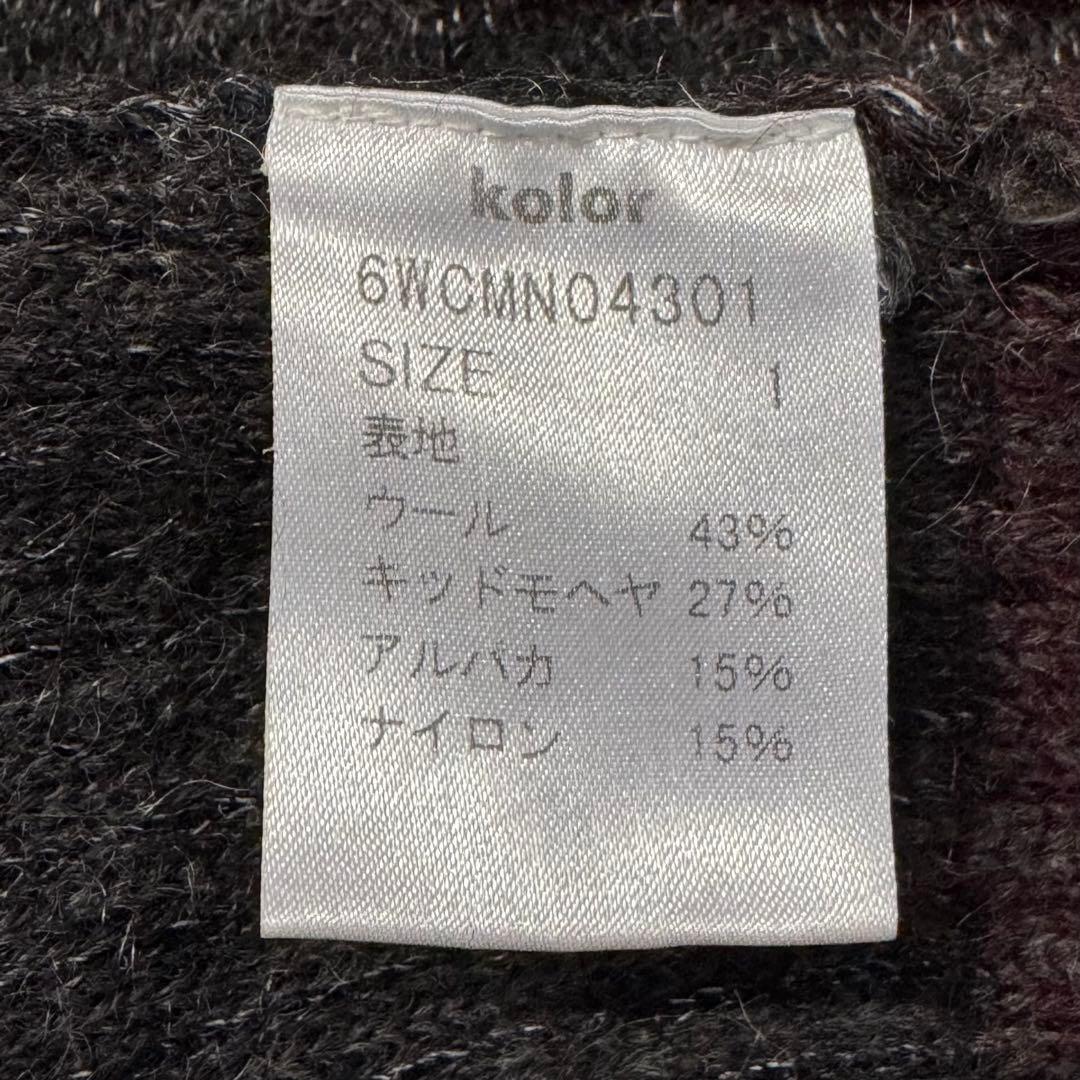 kolor
6WCMN04301
SIZE 1
表地
ウール 43%
キッドモヘヤ 27%
アルパカ 15%
ナイロン 15%